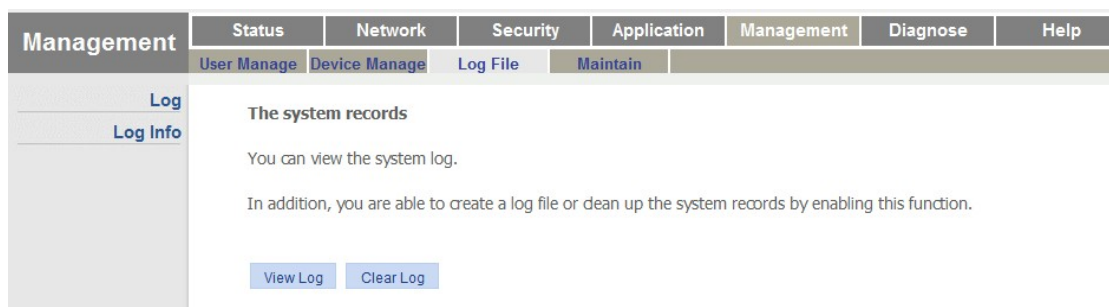 Management
Status Network Security Application Management Diagnose Help
User Manage Device Manage Log File Maintain
Log
Log Info
The system records
You can view the system log.
In addition, you are able to create a log file or clean up the system records by enabling this function.
View Log Clear Log